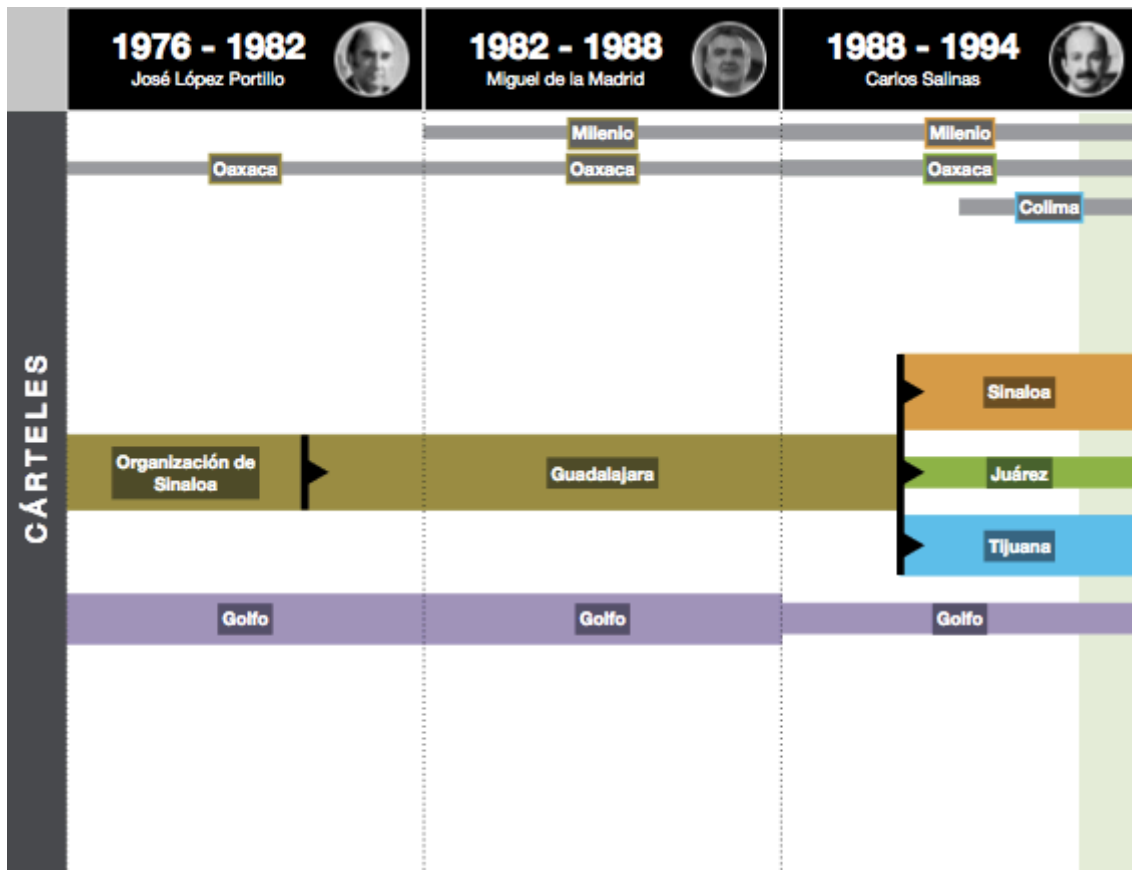 1976 - 1982
José López Portillo
1982 - 1988
Miguel de la Madrid
1988 - 1994
Carlos Salinas
CÁRTELES
Milenio
Milenio
Oaxaca
Oaxaca
Oaxaca
Colima
Sinaloa
Organización de
Sinaloa
Guadalajara
Juárez
Tijuana
Golfo
Golfo
Golfo